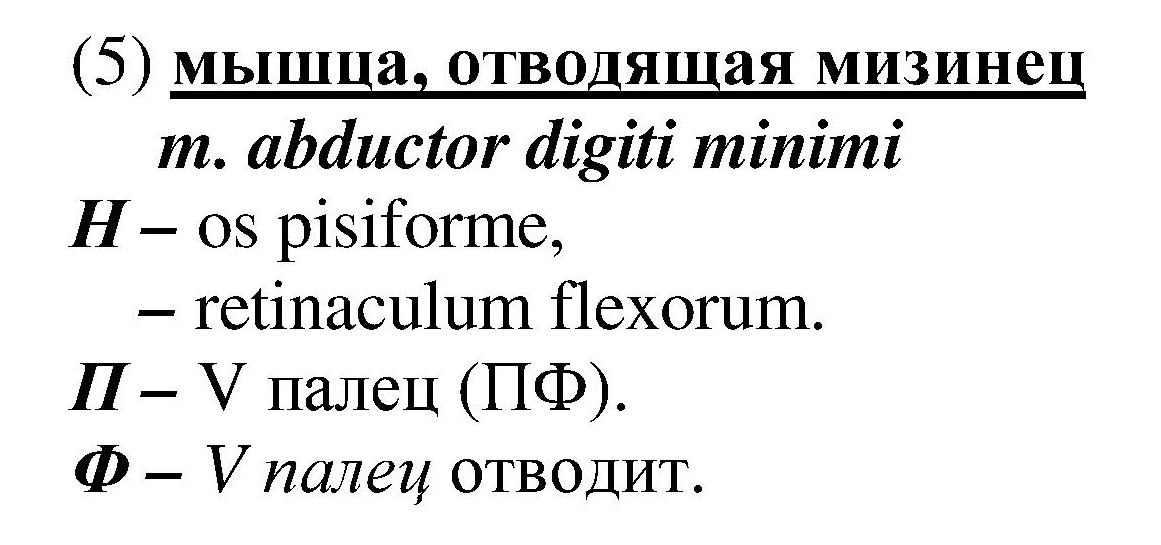 (5) мышца, отводящая мизинец
m. abductor digiti minimi
Н – os pisiforme,
– retinaculum flexorum.
П – V палец (ПФ).
Ф – V палец отводит.